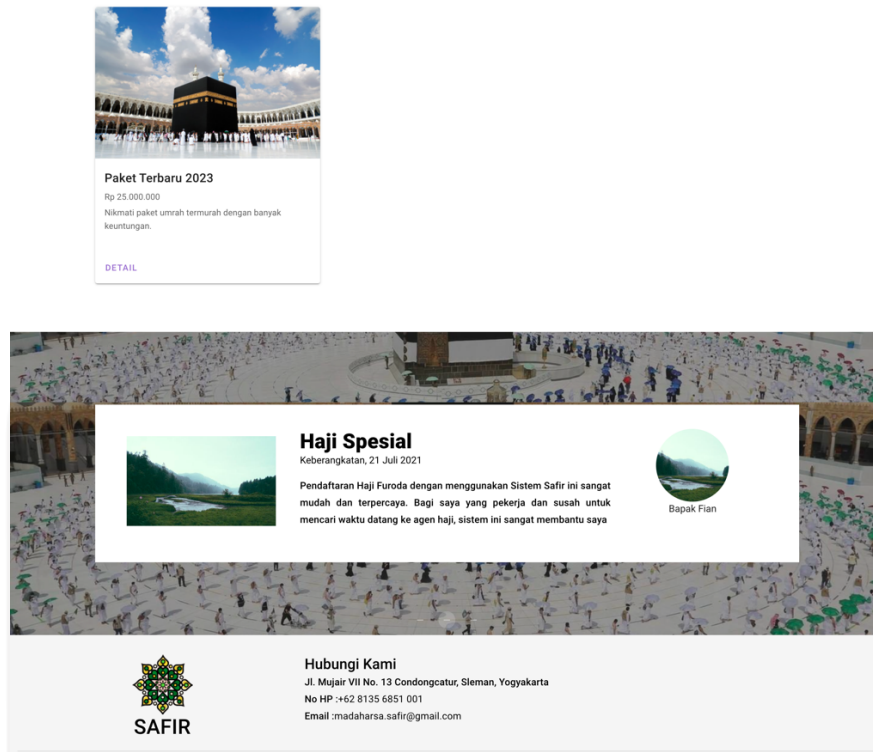 Paket Terbaru 2023
Rp 25.000.000
Nikmati paket umrah termurah dengan banyak
keuntungan.
DETAIL
Haji Spesial
Keberangkatan, 21 Juli 2021
Pendaftaran Haji Furoda dengan menggunakan Sistem Safir ini sangat
mudah dan terpercaya. Bagi saya yang pekerja dan susah untuk
mencari waktu datang ke agen haji, sistem ini sangat membantu saya
Bapak Fian
SAFIR
Hubungi Kami
Jl. Mujair VII No. 13 Condongcatur, Sleman, Yogyakarta
No HP :+62 8135 6851 001
Email :madaharsa.safir@gmail.com